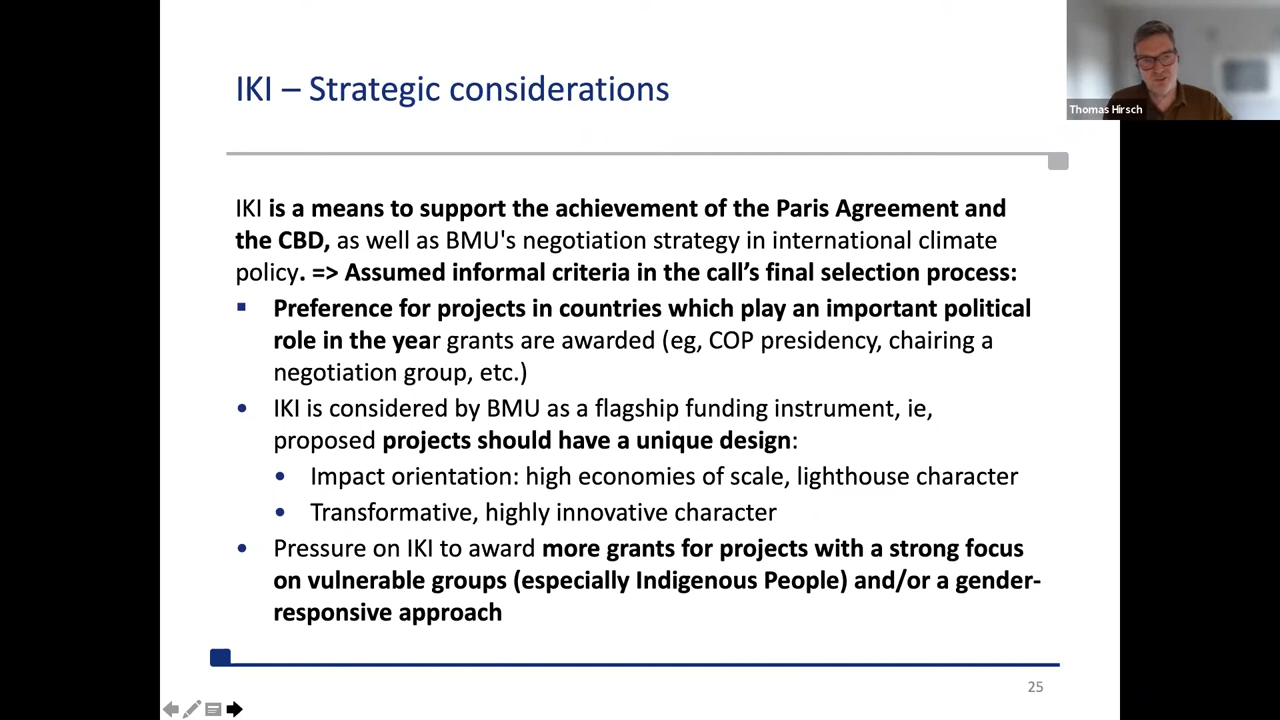 IKI – Strategic considerations
Thomas Hirsch
IKI is a means to support the achievement of the Paris Agreement and
the CBD, as well as BMU's negotiation strategy in international climate
policy. => Assumed informal criteria in the call’s final selection process:
▪ Preference for projects in countries which play an important political
role in the year grants are awarded (eg, COP presidency, chairing a
negotiation group, etc.)
• IKI is considered by BMU as a flagship funding instrument, ie,
proposed projects should have a unique design:
• Impact orientation: high economies of scale, lighthouse character
• Transformative, highly innovative character
• Pressure on IKI to award more grants for projects with a strong focus
on vulnerable groups (especially Indigenous People) and/or a gender-
responsive approach
25